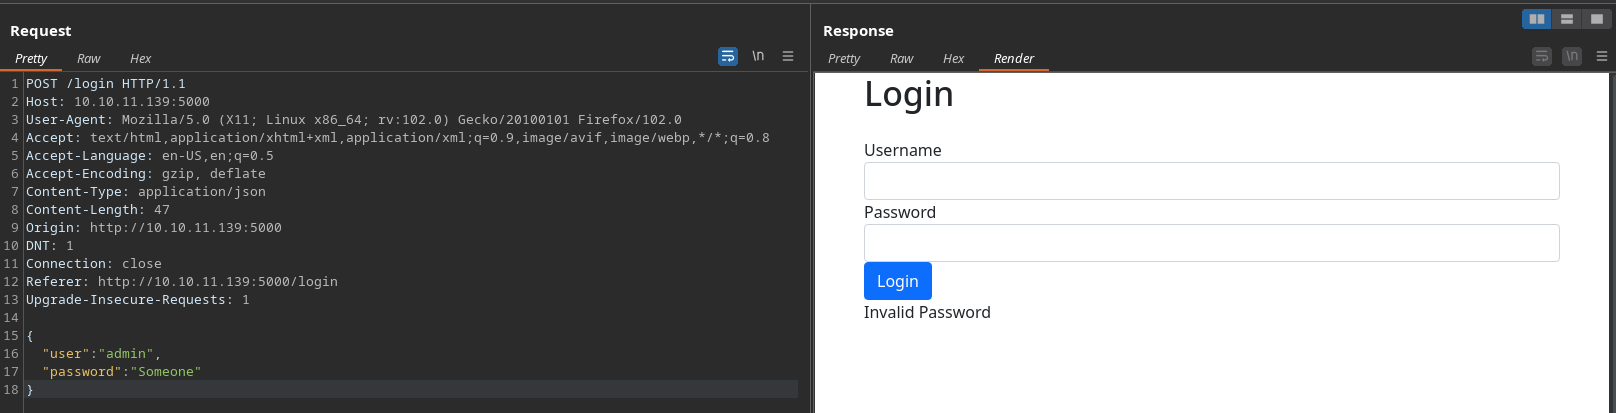 Request
Pretty Raw Hex
\n
1 POST /login HTTP/1.1
2 Host: 10.10.11.139:5000
3 User-Agent: Mozilla/5.0 (X11; Linux x86_64; rv:102.0) Gecko/20100101 Firefox/102.0
4 Accept: text/html,application/xhtml+xml,application/xml;q=0.9,image/avif,image/webp,*/*;q=0.8
5 Accept-Language: en-US,en;q=0.5
6 Accept-Encoding: gzip, deflate
7 Content-Type: application/json
8 Content-Length: 47
9 Origin: http://10.10.11.139:5000
10 DNT: 1
11 Connection: close
12 Referer: http://10.10.11.139:5000/login
13 Upgrade-Insecure-Requests: 1
14
15 {
16 "user":"admin",
17 "password":"Someone"
18 }
Response
Pretty Raw Hex Render
\n
Login
Username
Password
Login
Invalid Password